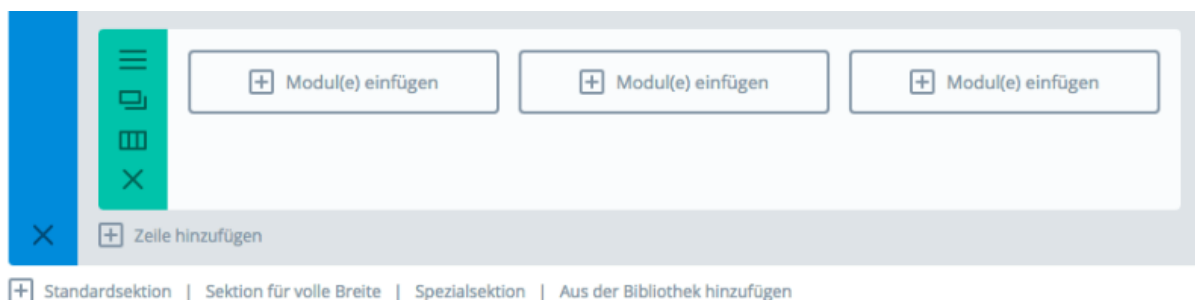 Modul(e) einfügen Modul(e) einfügen Modul(e) einfügen
Zeile hinzufügen
Standardsektion | Sektion für volle Breite | Spezialsektion | Aus der Bibliothek hinzufügen